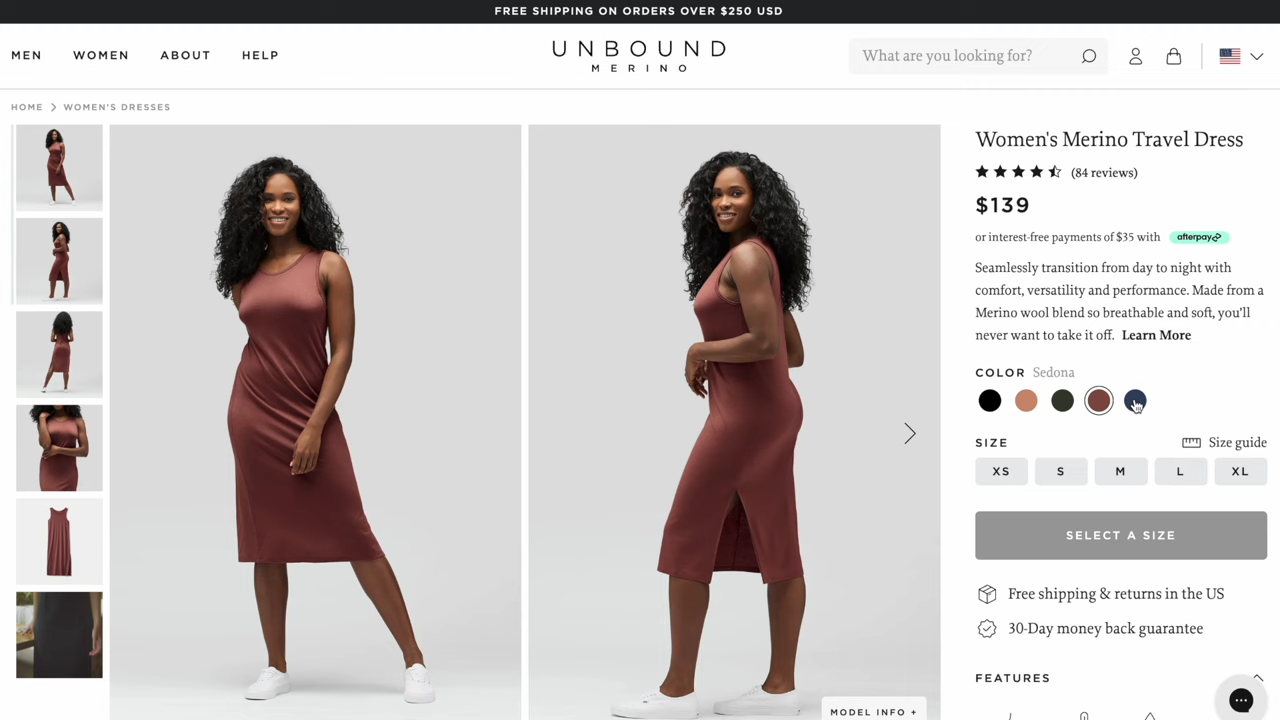 FREE SHIPPING ON ORDERS OVER $250 USD
MEN WOMEN ABOUT HELP
UNBOUND
MERINO
What are you looking for?
HOME > WOMEN'S DRESSES
Women's Merino Travel Dress
(84 reviews)
$139
or interest-free payments of $35 with afterpay
Seamlessly transition from day to night with
comfort, versatility and performance. Made from a
Merino wool blend so breathable and soft, you'll
never want to take it off. Learn More
COLOR Sedona
SIZE Size guide
XS S M L XL
SELECT A SIZE
Free shipping & returns in the US
30-Day money back guarantee
MODEL INFO +
FEATURES